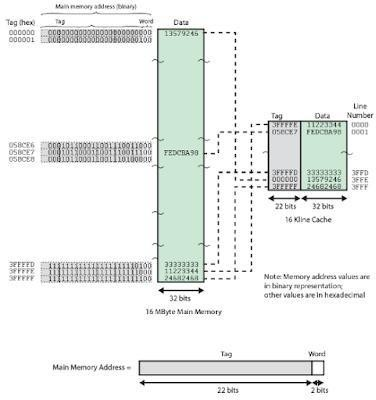 Main memory address (binary)
Tag (hex)
Tag
Word
Data
000000
000001
13579246
058CE6
058CE7
058CE8
FEDCBA98
3FFFFD
3FFFFE
3FFFFF
33333333
11223344
24682468
32 bits
16 MByte Main Memory
Tag
Data
Line
Number
3FFFFE 11223344 0000
058CE7 FEDCBA98 0001
3FFFFD 33333333 3FFD
000000 13579246 3FFE
3FFFFF 24682468 3FFF
22 bits
32 bits
16 Kline Cache
Note: Memory address values are
in binary representation;
other values are in hexadecimal
Tag
Word
Main Memory Address =
22 bits
2 bits